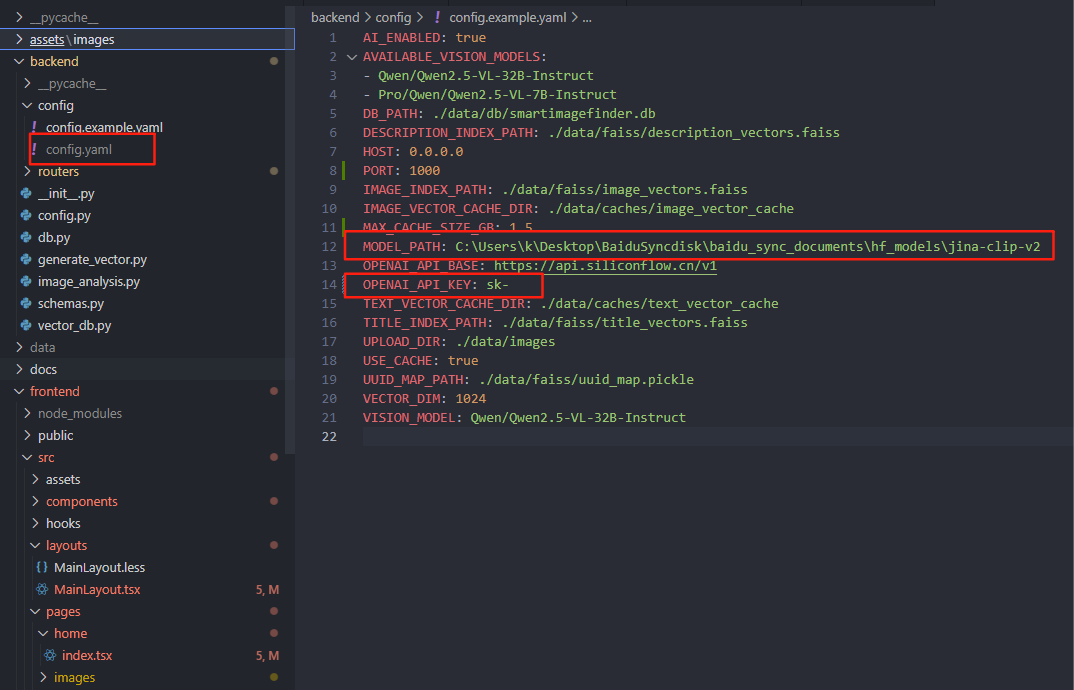 __pycache__
assets\images
backend
__pycache__
config
! config.example.yaml
! config.yaml
routers
__init__.py
config.py
db.py
generate_vector.py
image_analysis.py
schemas.py
vector_db.py
data
docs
frontend
node_modules
public
src
assets
components
hooks
layouts
{} MainLayout.less
MainLayout.tsx 5, M
pages
home
index.tsx 5, M
images
backend > config > ! config.example.yaml > ...
1 AI_ENABLED: true
2 AVAILABLE_VISION_MODELS:
3 - Qwen/Qwen2.5-VL-32B-Instruct
4 - Pro/Qwen/Qwen2.5-VL-7B-Instruct
5 DB_PATH: ./data/db/smartimagefinder.db
6 DESCRIPTION_INDEX_PATH: ./data/faiss/description_vectors.faiss
7 HOST: 0.0.0.0
8 PORT: 1000
9 IMAGE_INDEX_PATH: ./data/faiss/image_vectors.faiss
10 IMAGE_VECTOR_CACHE_DIR: ./data/caches/image_vector_cache
11 MAX_CACHE_SIZE_GB: 1.5
12 MODEL_PATH: C:\Users\k\Desktop\BaiduSyncdisk\baidu_sync_documents\hf_models\jina-clip-v2
13 OPENAI_API_BASE: https://api.siliconflow.cn/v1
14 OPENAI_API_KEY: sk-
15 TEXT_VECTOR_CACHE_DIR: ./data/caches/text_vector_cache
16 TITLE_INDEX_PATH: ./data/faiss/title_vectors.faiss
17 UPLOAD_DIR: ./data/images
18 USE_CACHE: true
19 UUID_MAP_PATH: ./data/faiss/uuid_map.pickle
20 VECTOR_DIM: 1024
21 VISION_MODEL: Qwen/Qwen2.5-VL-32B-Instruct
22